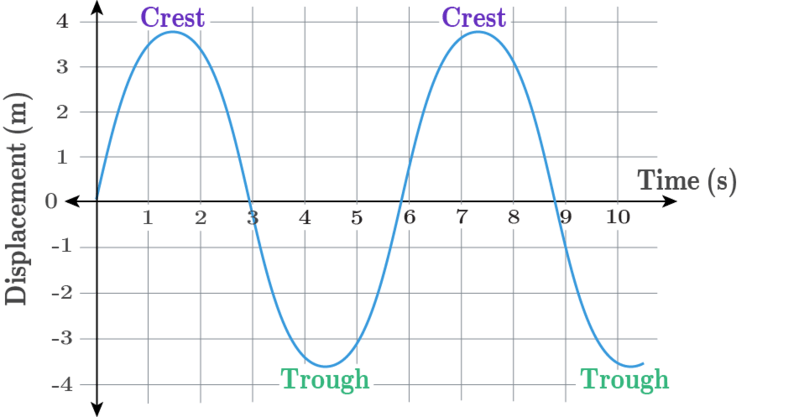 Crest Crest
4
3
2
1
0
-1
-2
-3
-4
Displacement (m)
Time (s)
1 2 3 4 5 6 7 8 9 10
Trough Trough